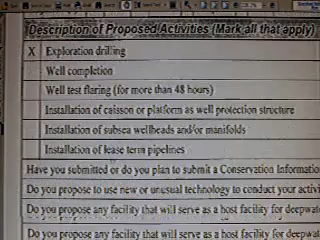 Description of Proposed Activities (Mark all that apply)
X Exploration drilling
Well completion
Well test flaring (for more than 48 hours)
Installation of caisson or platform as well protection structure
Installation of subsea wellheads and/or manifolds
Installation of lease term pipelines
Have you submitted or do you plan to submit a Conservation Informatio
Do you propose to use new or unusual technology to conduct your activi
Do you propose any facility that will serve as a host facility for deepwat
Do you propose any facility that will serve as a host facility for deepwa